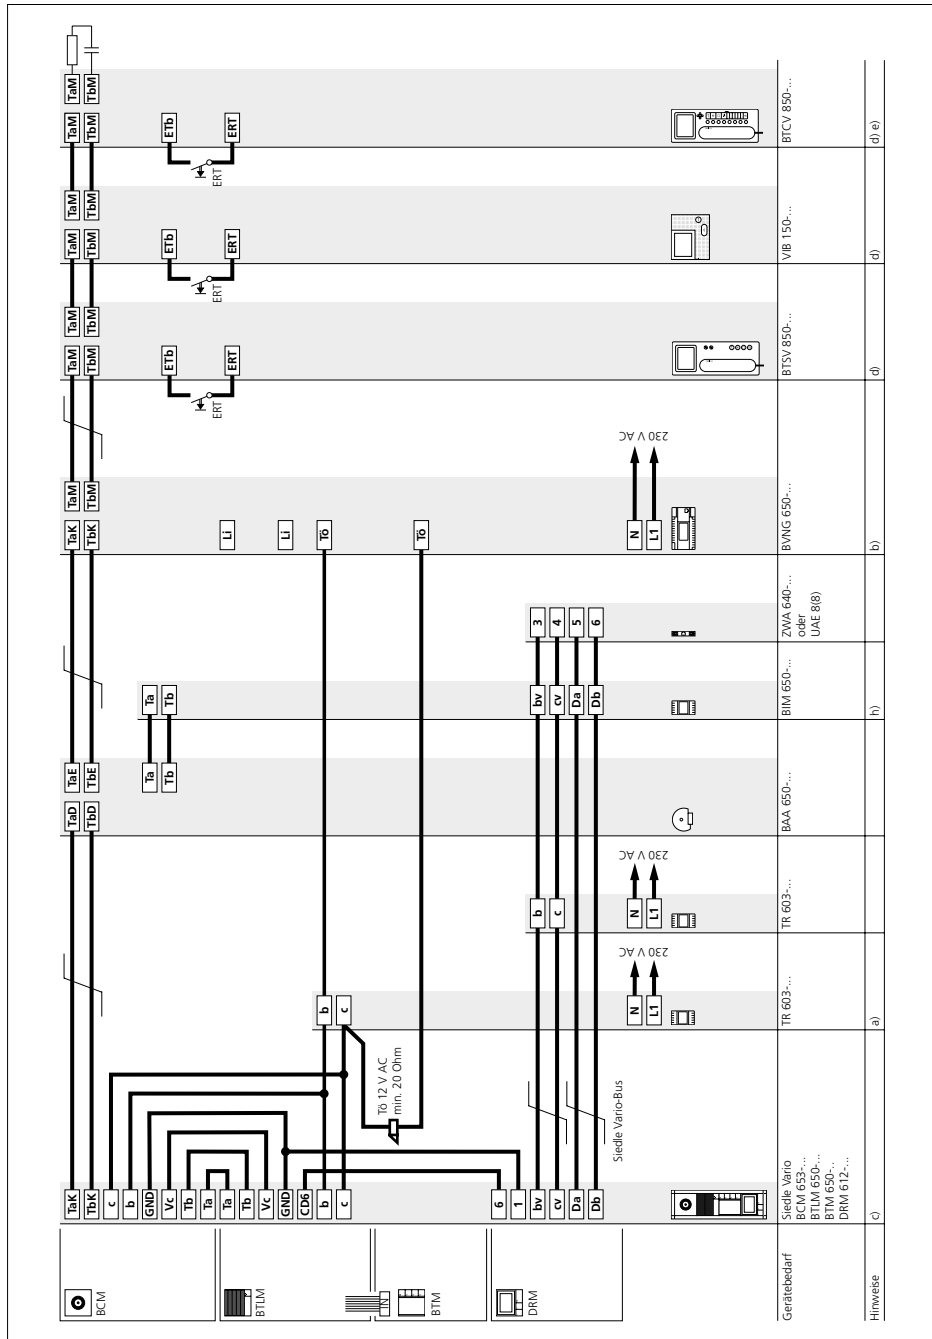 TaM TaM TaM TaM TaM TaM TaM TaK TaE TaD TaK
TbM TbM TbM TbM TbM TbM TbM TbK TbE TbD TbK
c
b
GND
Vc
Tb
Ta
Ta
Tb
Vc
GND
CD6
b
c
6
1
bv
cv
Da
Db
ETb ERT
ERT
ETb ERT
ERT
ETb ERT
ERT
Li
Li
Tö
Tö
N
L1
230 V AC
3
4
5
6
Ta
Tb
bv
cv
Da
Db
Ta
Tb
b
c
N
L1
230 V AC
b
c
N
L1
230 V AC
Tö 12 V AC
min. 20 Ohm
Siedle Vario-Bus
BCM
BTLM
IN
BTM
DRM
Gerätebedarf
Siedle Vario
BCM 653-...
BTLM 650-...
BTM 650-..
DRM 612-...
TR 603-...
TR 603-...
BAA 650-...
BIM 650-...
ZWA 640-...
oder
UAE 8(8)
BVNG 650-...
BTSV 850-...
VIB 150-...
BTCV 850-...
Hinweise
c)
a)
h)
b)
d)
d)
d) e)